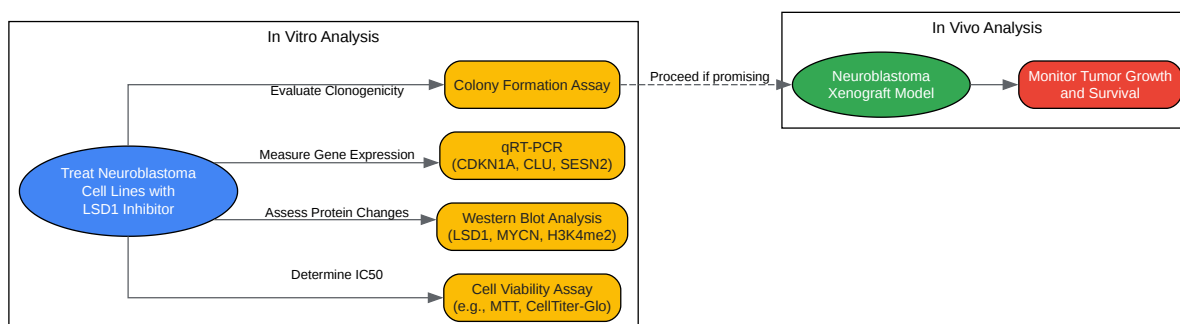 In Vitro Analysis
In Vivo Analysis
Evaluate Clonogenicity
Colony Formation Assay
Proceed if promising
Neuroblastoma
Xenograft Model
Monitor Tumor Growth
and Survival
Treat Neuroblastoma
Cell Lines with
LSD1 Inhibitor
Measure Gene Expression
qRT-PCR
(CDKN1A, CLU, SESN2)
Assess Protein Changes
Western Blot Analysis
(LSD1, MYCN, H3K4me2)
Determine IC50
Cell Viability Assay
(e.g., MTT, CellTiter-Glo)